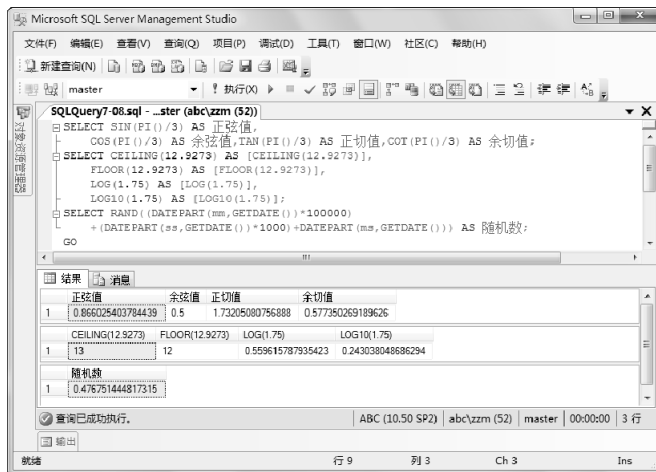 Microsoft SQL Server Management Studio
文件(F) 编辑(E) 查看(V) 查询(Q) 项目(P) 调试(D) 工具(T) 窗口(W) 社区(C) 帮助(H)
新建查询(N)
master 执行(X)
SQLQuery7-08.sql - ...ster (abc\zzm (52))
对象资源管理器
SELECT SIN(PI()/3) AS 正弦值,
COS(PI()/3) AS 余弦值,TAN(PI()/3) AS 正切值,COT(PI()/3) AS 余切值;
SELECT CEILING(12.9273) AS [CEILING(12.9273)],
FLOOR(12.9273) AS [FLOOR(12.9273)],
LOG(1.75) AS [LOG(1.75)],
LOG10(1.75) AS [LOG10(1.75)];
SELECT RAND((DATEPART(mm,GETDATE())*100000)
+(DATEPART(ss,GETDATE())*1000)+DATEPART(ms,GETDATE())) AS 随机数;
GO
结果 消息
正弦值 余弦值 正切值 余切值
1 0.866025403784439 0.5 1.73205080756888 0.577350269189626
CEILING(12.9273) FLOOR(12.9273) LOG(1.75) LOG10(1.75)
1 13 12 0.559615787935423 0.243038048686294
随机数
1 0.476751444817315
查询已成功执行。 ABC (10.50 SP2) abc\zzm (52) master 00:00:00 3 行
输出
就绪 行 9 列 3 Ch 3 Ins